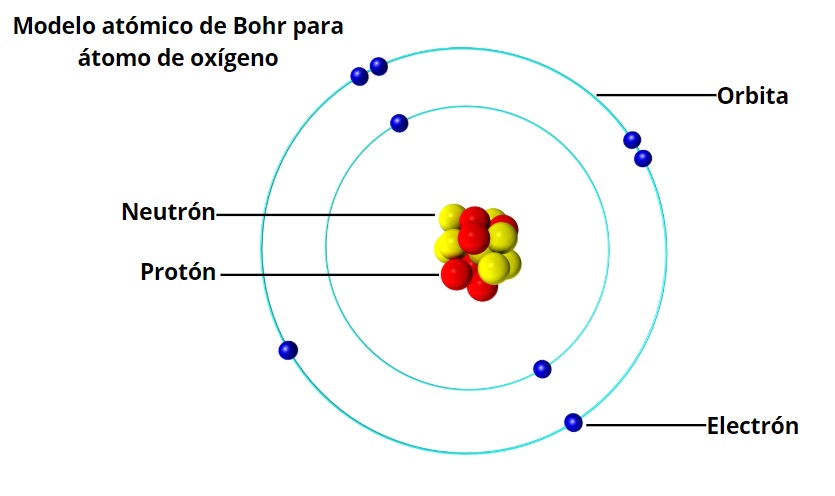 Modelo atómico de Bohr para
átomo de oxígeno
Orbita
Neutrón
Protón
Electrón